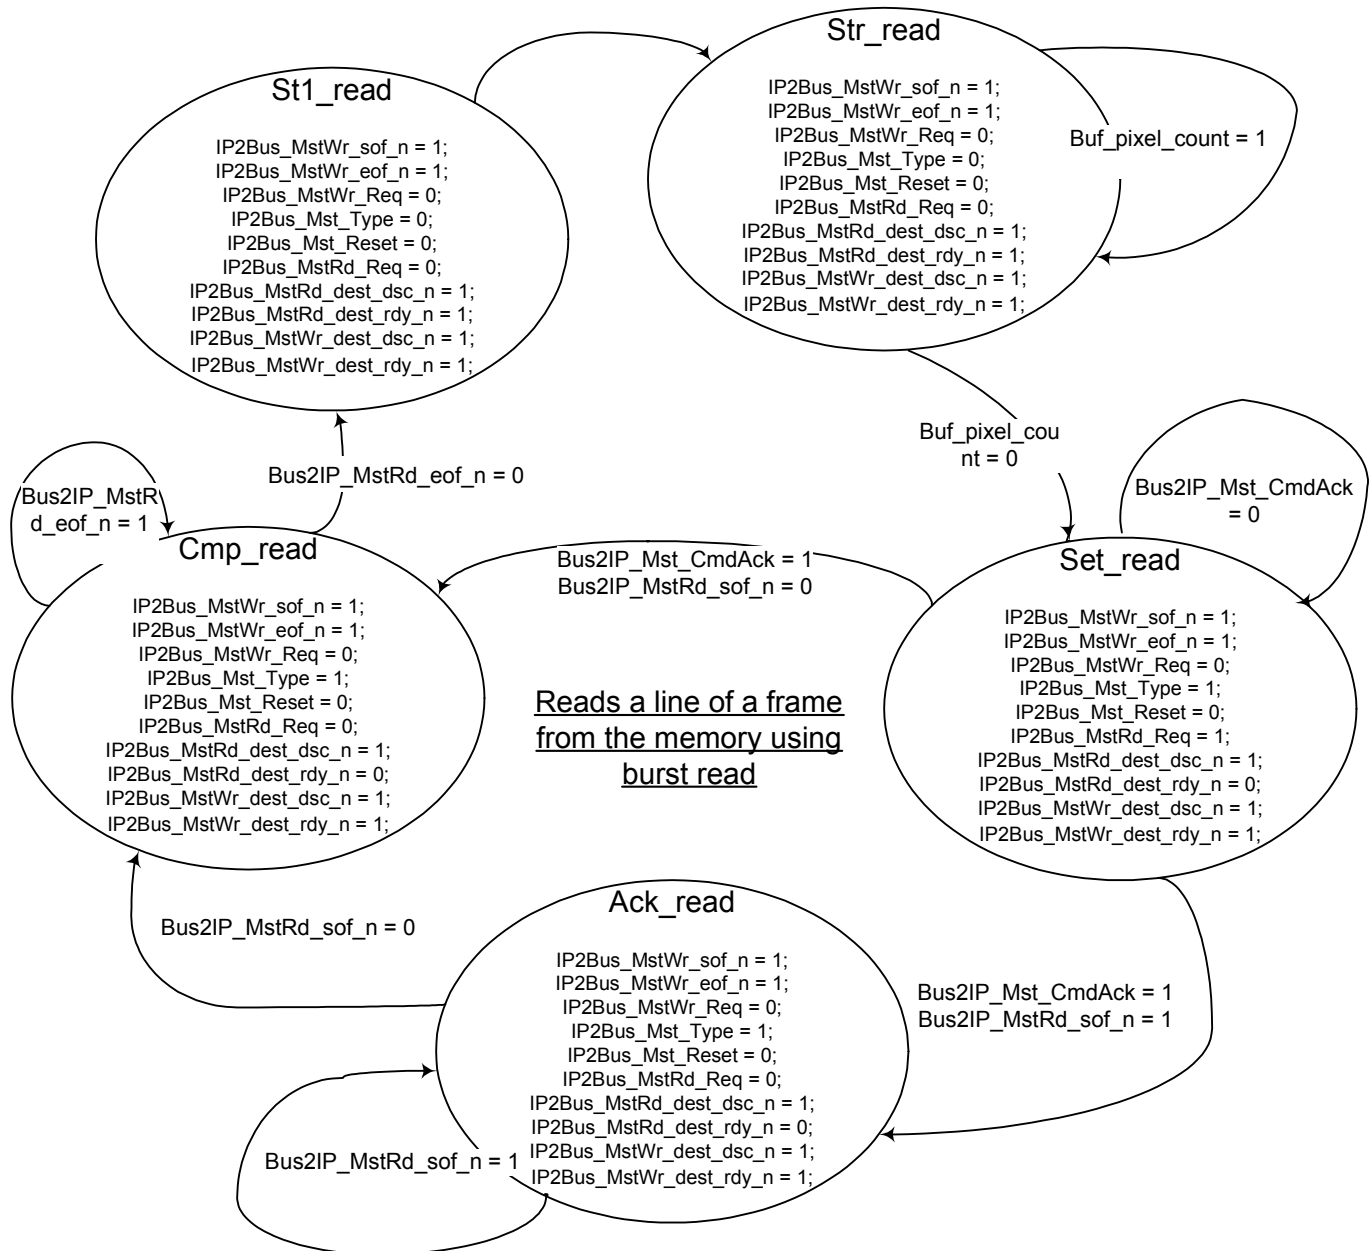 Str_read
IP2Bus_MstWr_sof_n = 1;
IP2Bus_MstWr_eof_n = 1;
IP2Bus_MstWr_Req = 0;
IP2Bus_Mst_Type = 0;
IP2Bus_Mst_Reset = 0;
IP2Bus_MstRd_Req = 0;
IP2Bus_MstRd_dest_dsc_n = 1;
IP2Bus_MstRd_dest_rdy_n = 1;
IP2Bus_MstWr_dest_dsc_n = 1;
IP2Bus_MstWr_dest_rdy_n = 1;
Buf_pixel_count = 1
St1_read
IP2Bus_MstWr_sof_n = 1;
IP2Bus_MstWr_eof_n = 1;
IP2Bus_MstWr_Req = 0;
IP2Bus_Mst_Type = 0;
IP2Bus_Mst_Reset = 0;
IP2Bus_MstRd_Req = 0;
IP2Bus_MstRd_dest_dsc_n = 1;
IP2Bus_MstRd_dest_rdy_n = 1;
IP2Bus_MstWr_dest_dsc_n = 1;
IP2Bus_MstWr_dest_rdy_n = 1;
Buf_pixel_cou
nt = 0
Bus2IP_MstRd_eof_n = 0
Bus2IP_MstR
d_eof_n = 1
Bus2IP_Mst_CmdAck
= 0
Cmp_read
IP2Bus_MstWr_sof_n = 1;
IP2Bus_MstWr_eof_n = 1;
IP2Bus_MstWr_Req = 0;
IP2Bus_Mst_Type = 1;
IP2Bus_Mst_Reset = 0;
IP2Bus_MstRd_Req = 0;
IP2Bus_MstRd_dest_dsc_n = 1;
IP2Bus_MstRd_dest_rdy_n = 0;
IP2Bus_MstWr_dest_dsc_n = 1;
IP2Bus_MstWr_dest_rdy_n = 1;
Bus2IP_Mst_CmdAck = 1
Bus2IP_MstRd_sof_n = 0
Set_read
IP2Bus_MstWr_sof_n = 1;
IP2Bus_MstWr_eof_n = 1;
IP2Bus_MstWr_Req = 0;
IP2Bus_Mst_Type = 1;
IP2Bus_Mst_Reset = 0;
IP2Bus_MstRd_Req = 1;
IP2Bus_MstRd_dest_dsc_n = 1;
IP2Bus_MstRd_dest_rdy_n = 0;
IP2Bus_MstWr_dest_dsc_n = 1;
IP2Bus_MstWr_dest_rdy_n = 1;
Reads a line of a frame
from the memory using
burst read
Bus2IP_MstRd_sof_n = 0
Ack_read
IP2Bus_MstWr_sof_n = 1;
IP2Bus_MstWr_eof_n = 1;
IP2Bus_MstWr_Req = 0;
IP2Bus_Mst_Type = 1;
IP2Bus_Mst_Reset = 0;
IP2Bus_MstRd_Req = 0;
IP2Bus_MstRd_dest_dsc_n = 1;
IP2Bus_MstRd_dest_rdy_n = 0;
IP2Bus_MstWr_dest_dsc_n = 1;
IP2Bus_MstWr_dest_rdy_n = 1;
Bus2IP_Mst_CmdAck = 1
Bus2IP_MstRd_sof_n = 1
Bus2IP_MstRd_sof_n = 1